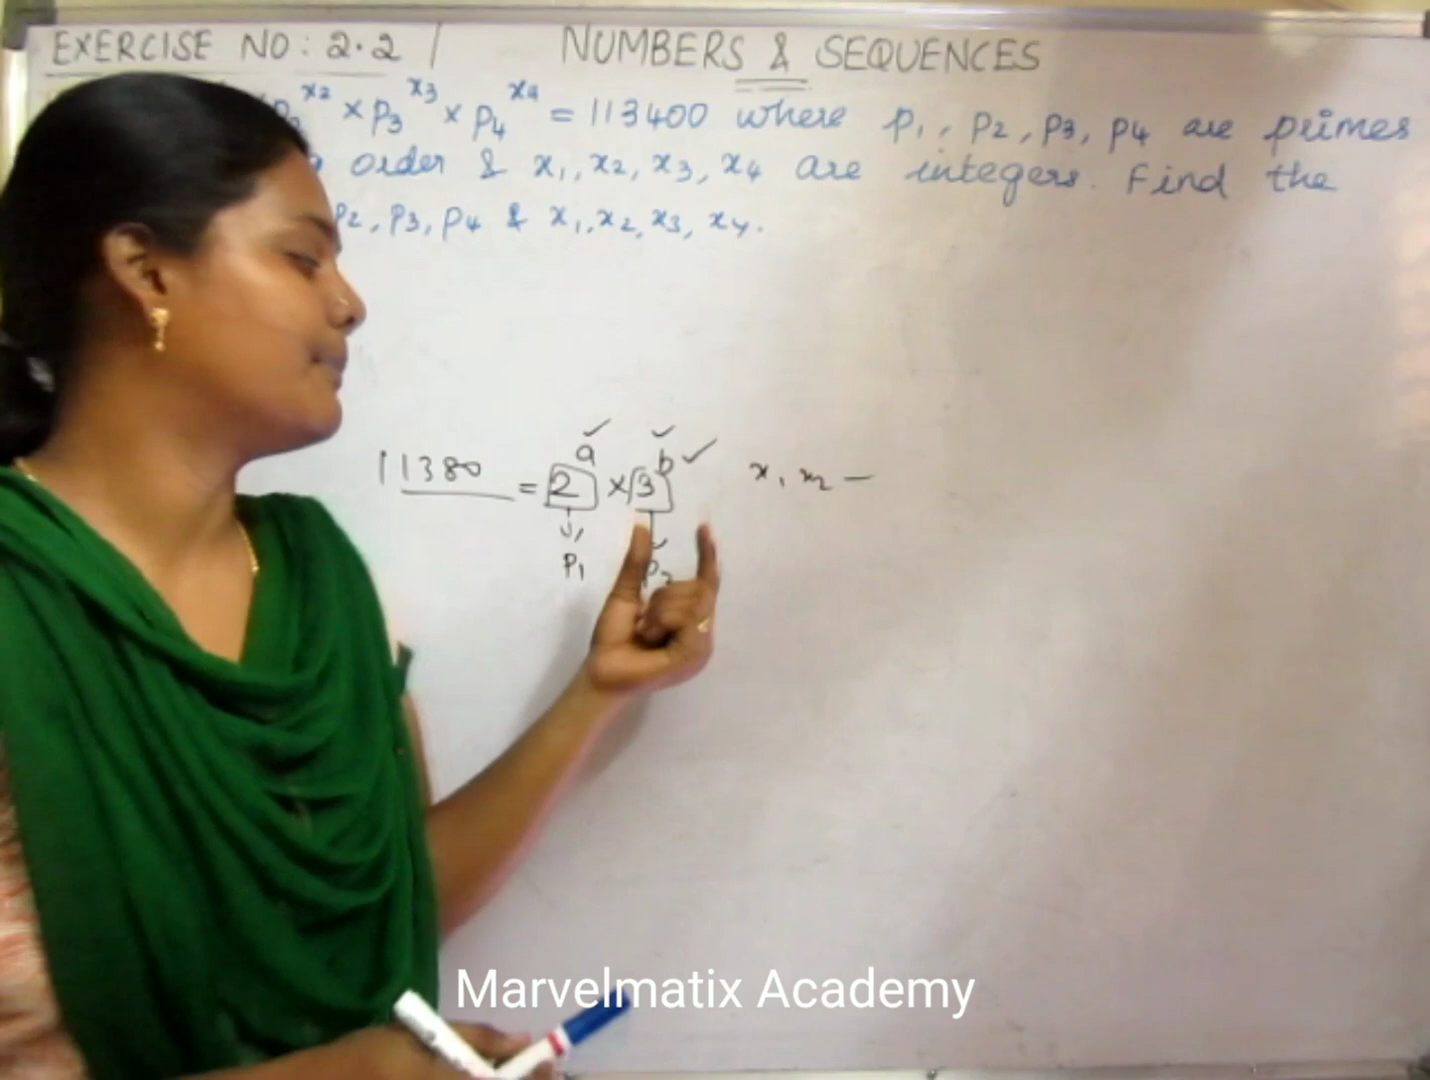 EXERCISE NO: 2.2 / NUMBERS & SEQUENCES
p₂^x₂ × p₃^x₃ × p₄^x₄ = 113400 where p₁, p₂, p₃, p₄ are primes
order & x₁, x₂, x₃, x₄ are integers. Find the
p₂, p₃, p₄ & x₁, x₂, x₃, x₄.
11380 = 2^a × 3^b x₁ x₂ —
p₁ p₂
Marvelmatix Academy